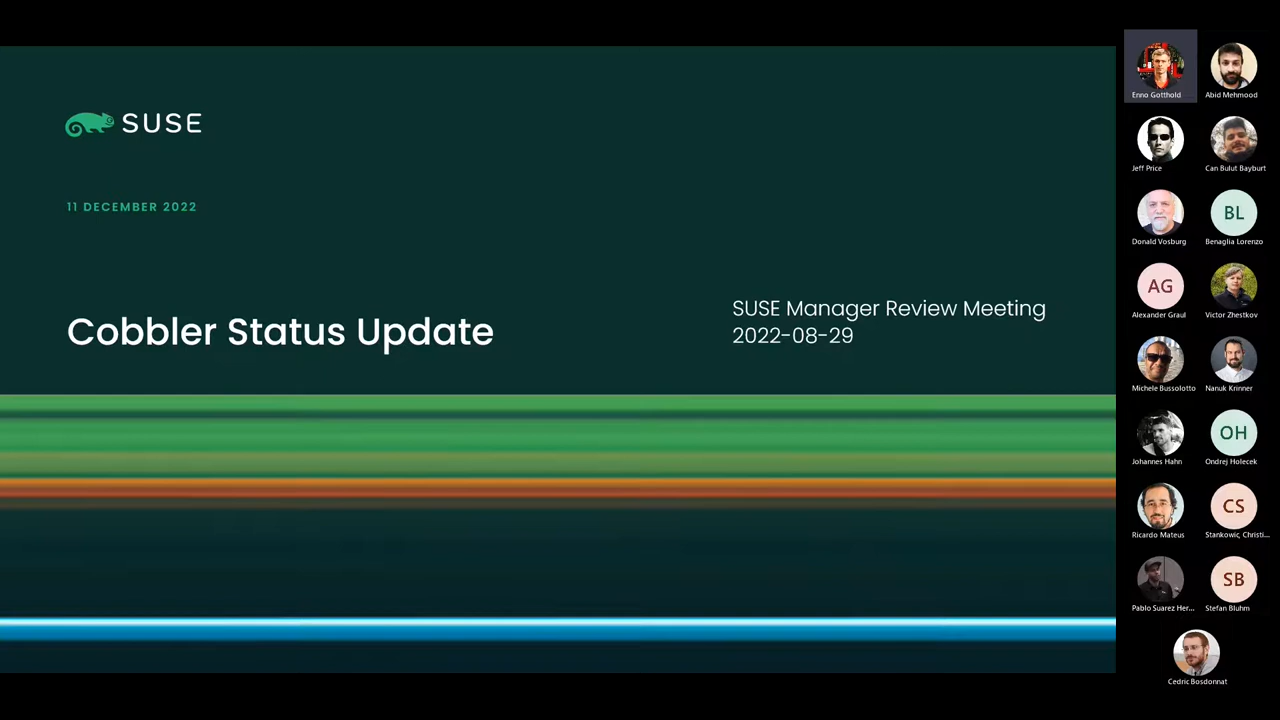 SUSE
11 DECEMBER 2022
Cobbler Status Update
SUSE Manager Review Meeting
2022-08-29
Enno Gotthold
Abid Mehmood
Jeff Price
Can Bulut Bayburt
Donald Vosburg
BL
Benaglia Lorenzo
AG
Alexander Graul
Victor Zhestkov
Michele Bussolotto
Nanuk Krinner
Johannes Hahn
OH
Ondrej Holecek
Ricardo Mateus
CS
Stankowic, Christi...
Pablo Suarez Her...
SB
Stefan Bluhm
Cedric Bosdonnat